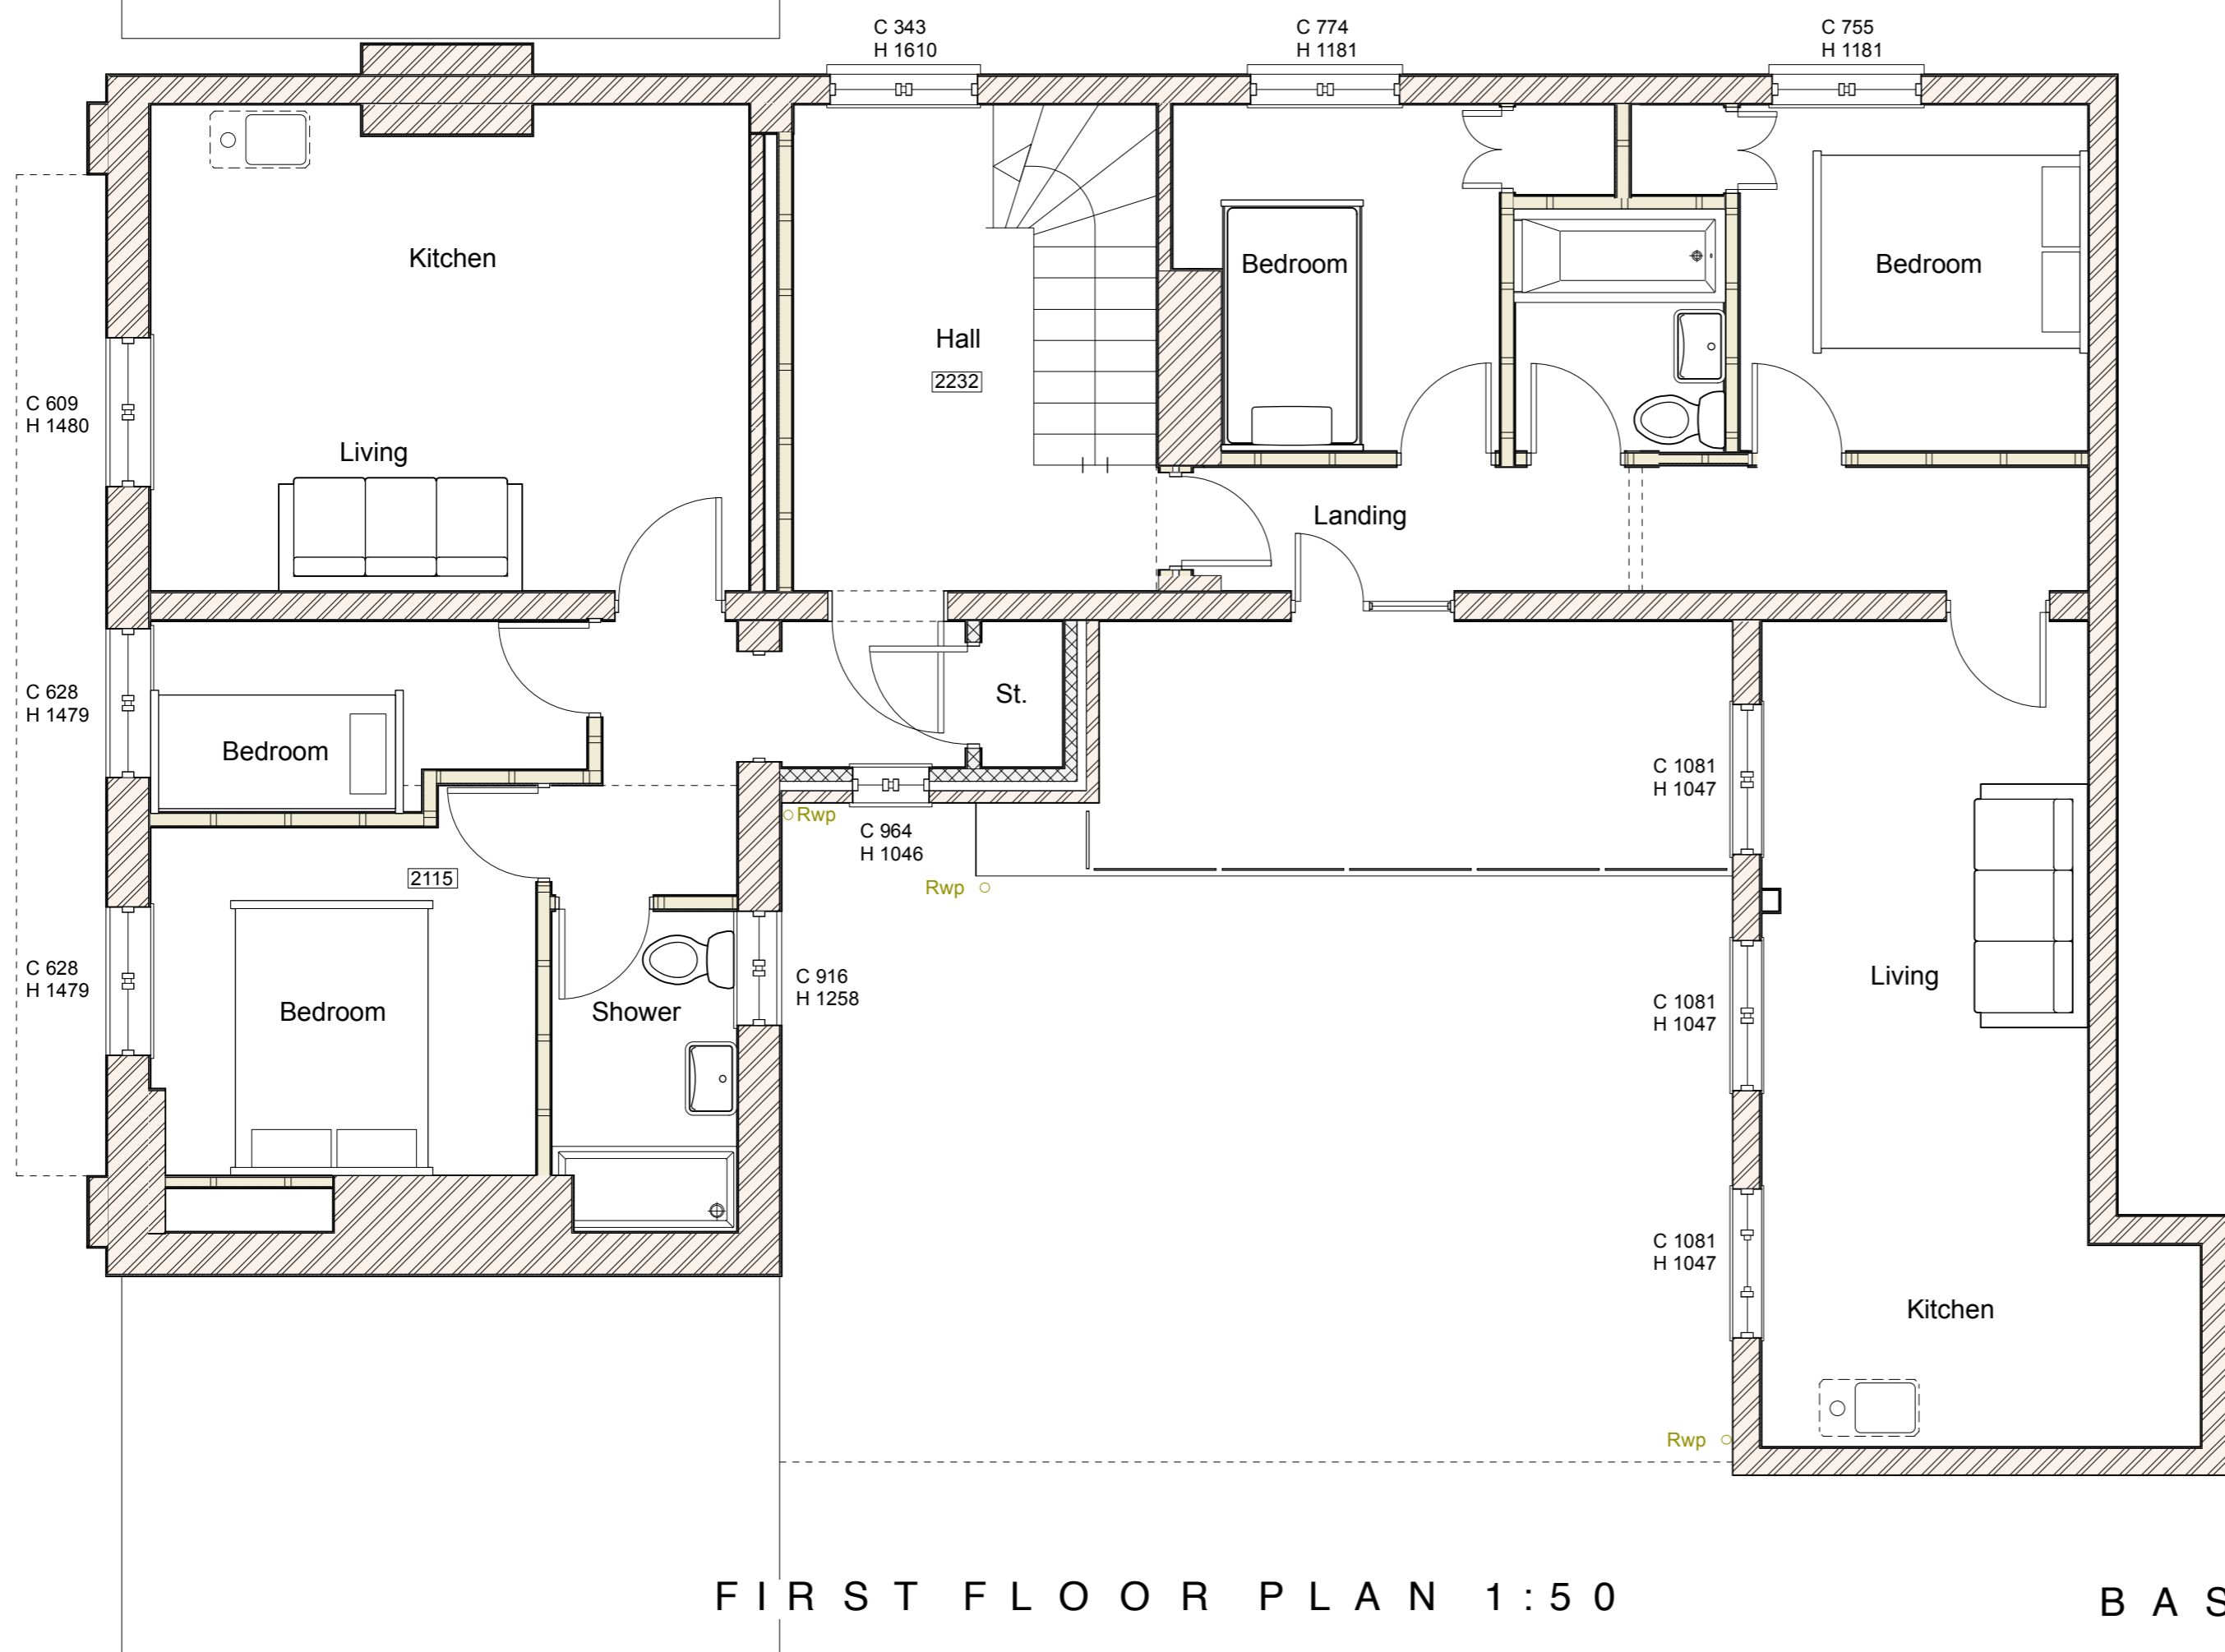 C 343
H 1610
C 774
H 1181
C 755
H 1181
Kitchen
Bedroom
Bedroom
Hall
2232
C 609
H 1480
Living
Landing
C 628
H 1479
Bedroom
St.
C 1081
H 1047
Rwp
C 964
H 1046
Rwp
2115
C 628
H 1479
Bedroom
Shower
C 916
H 1258
Living
C 1081
H 1047
C 1081
H 1047
Kitchen
Rwp
FIRST FLOOR PLAN 1:50
BAS